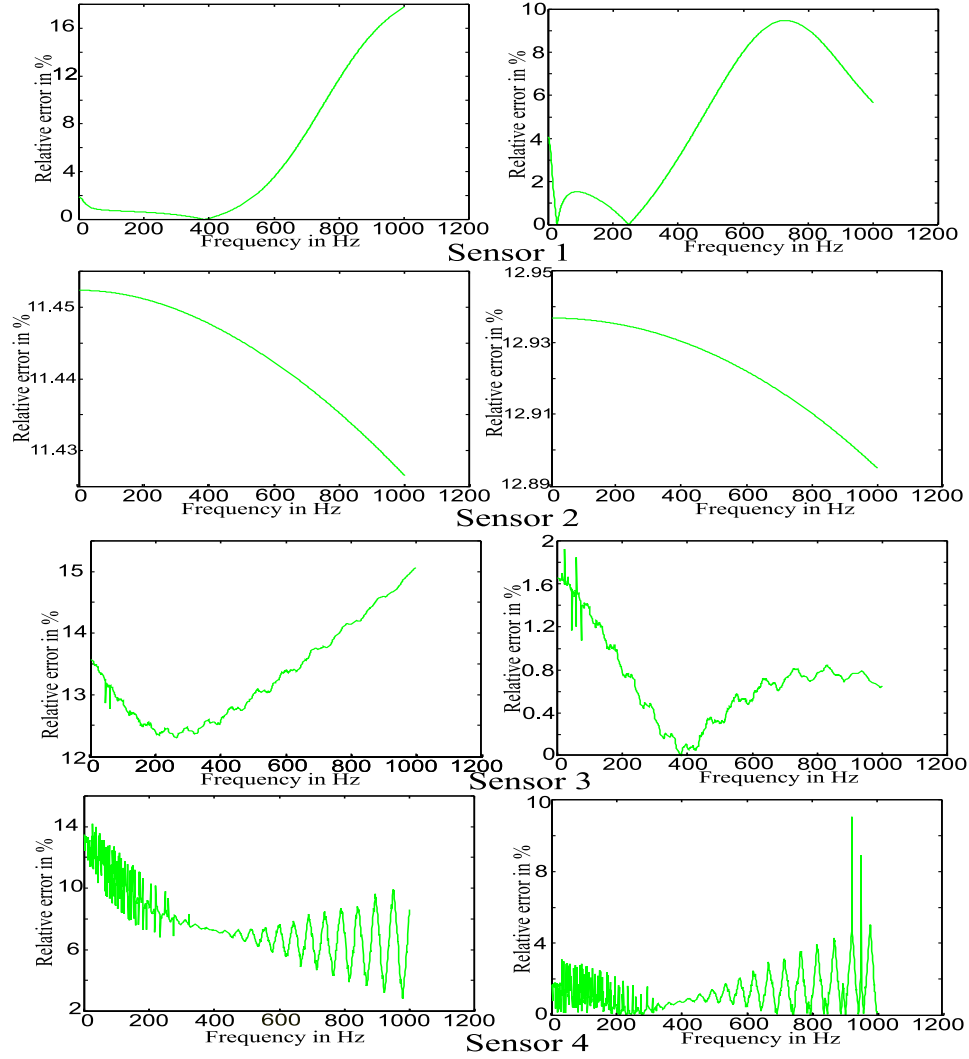 16
12
8
4
0
Relative error in %
0 200 400 600 800 1000 1200
Frequency in Hz
10
8
6
4
2
0
Relative error in %
0 200 400 600 800 1000 1200
Frequency in Hz
Sensor 1
11.45
11.44
11.43
Relative error in %
0 200 400 600 800 1000 1200
Frequency in Hz
12.95
12.93
12.91
12.89
Relative error in %
0 200 400 600 800 1000 1200
Frequency in Hz
Sensor 2
15
14
13
12
Relative error in %
0 200 400 600 800 1000 1200
Frequency in Hz
2
1.6
1.2
0.8
0.4
0
Relative error in %
0 200 400 600 800 1000 1200
Frequency in Hz
Sensor 3
14
10
6
2
Relative error in %
0 200 400 600 800 1000 1200
Frequency in Hz
10
8
4
2
0
Relative error in %
0 200 400 600 800 1000 1200
Frequency in Hz
Sensor 4